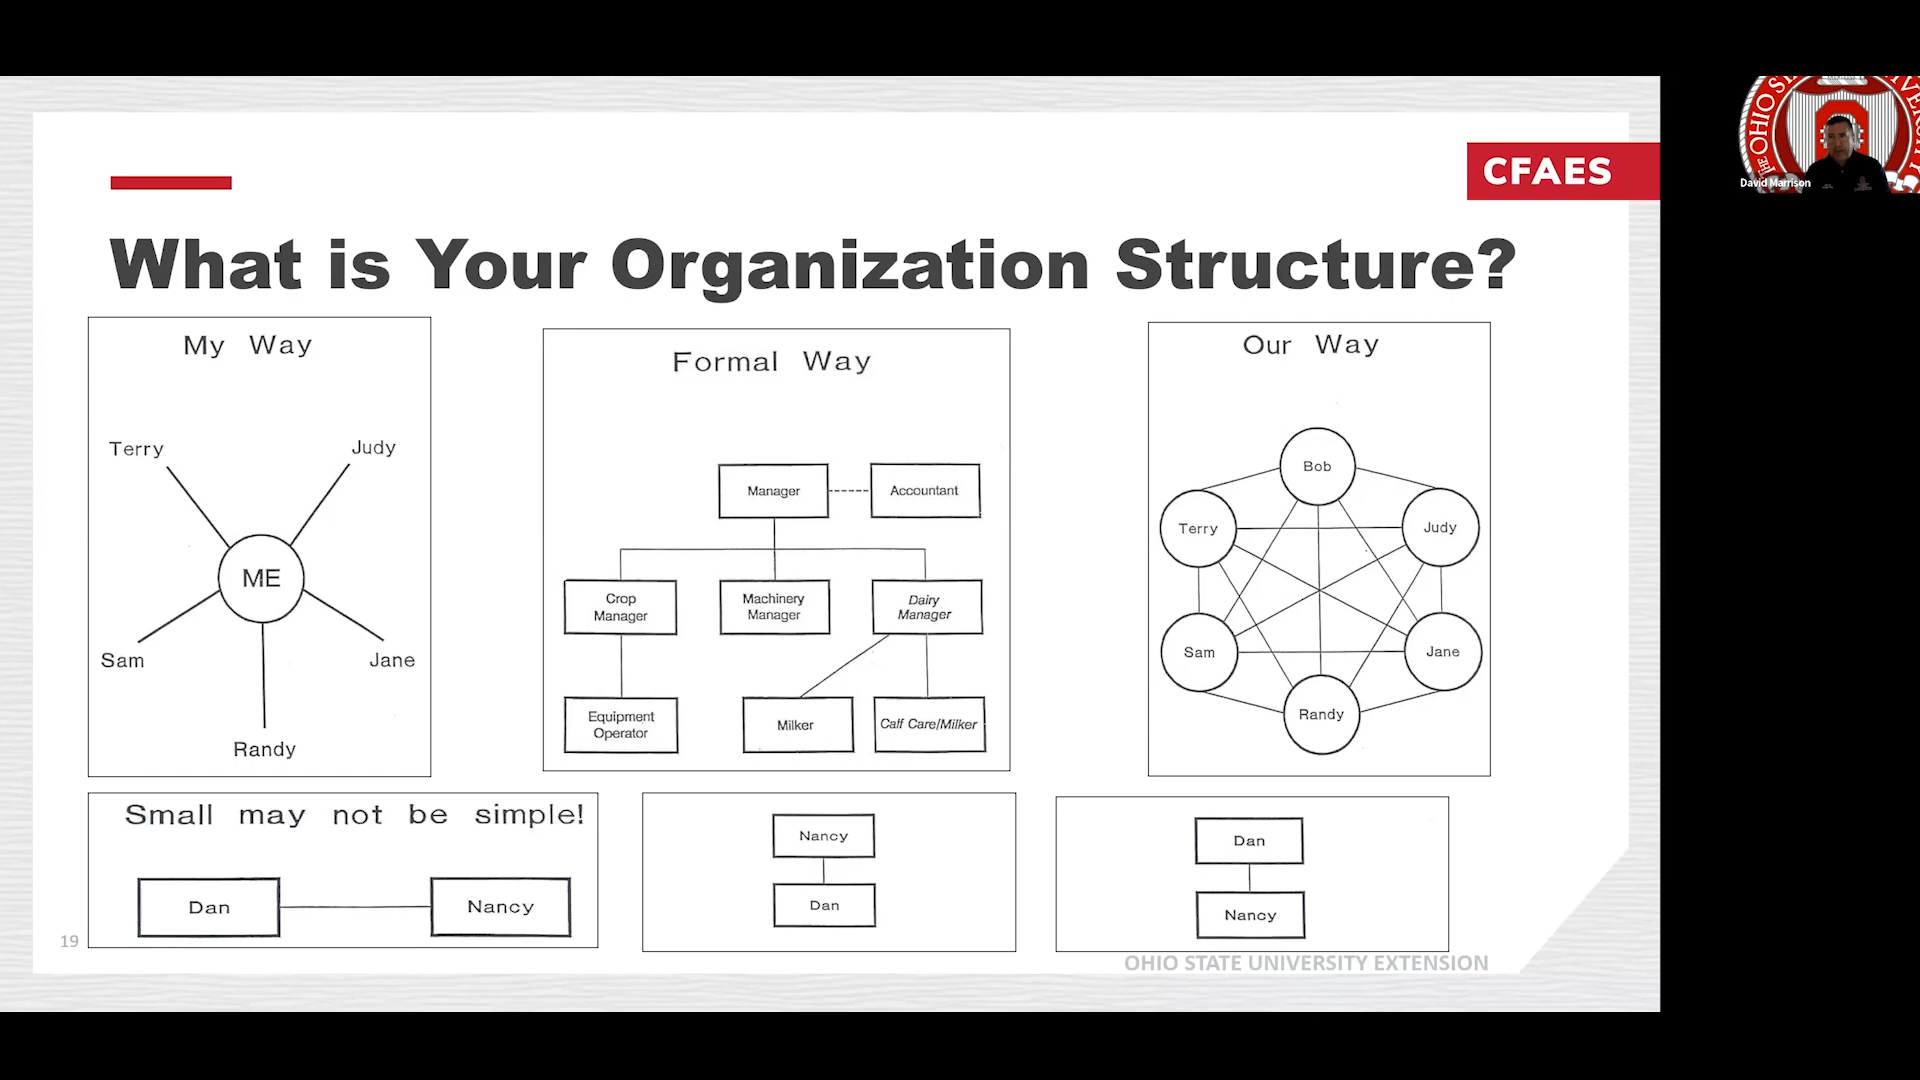 CFAES
What is Your Organization Structure?
My Way
Terry
Judy
ME
Sam
Jane
Randy
Formal Way
Manager
Accountant
Crop
Manager
Machinery
Manager
Dairy
Manager
Equipment
Operator
Milker
Calf Care/Milker
Our Way
Bob
Terry
Judy
Sam
Jane
Randy
Small may not be simple!
Dan
Nancy
Nancy
Dan
Dan
Nancy
19
OHIO STATE UNIVERSITY EXTENSION
THE OHIO
David Marrison